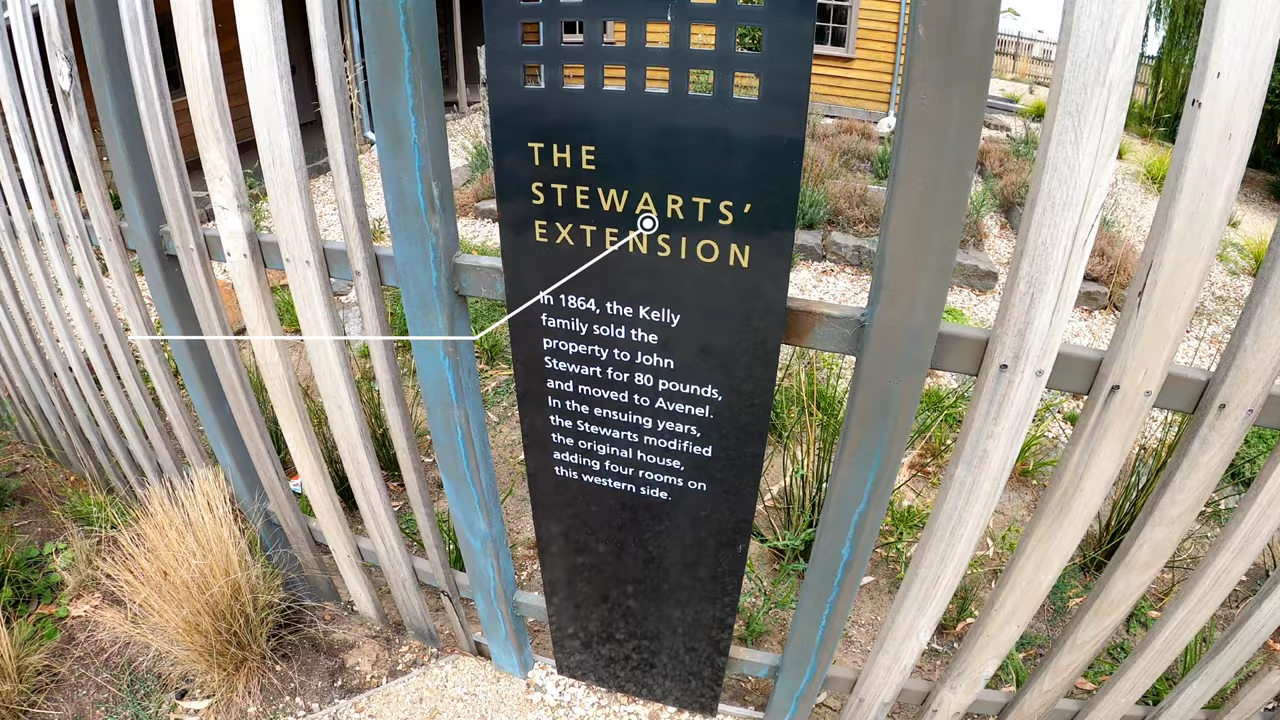 THE
STEWARTS’
EXTENSION
In 1864, the Kelly
family sold the
property to John
Stewart for 80 pounds,
and moved to Avenel.
In the ensuing years,
the Stewarts modified
the original house,
adding four rooms on
this western side.